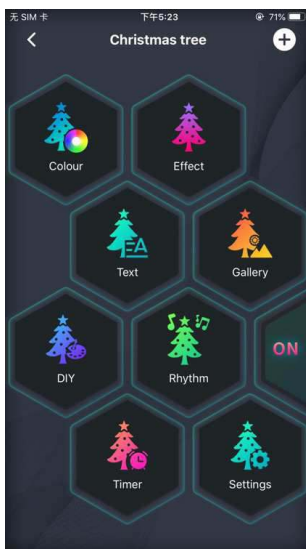 无 SIM 卡 下午5:23 71%
Christmas tree
Colour Effect
EA
Text Gallery
ON
DIY Rhythm
Timer Settings